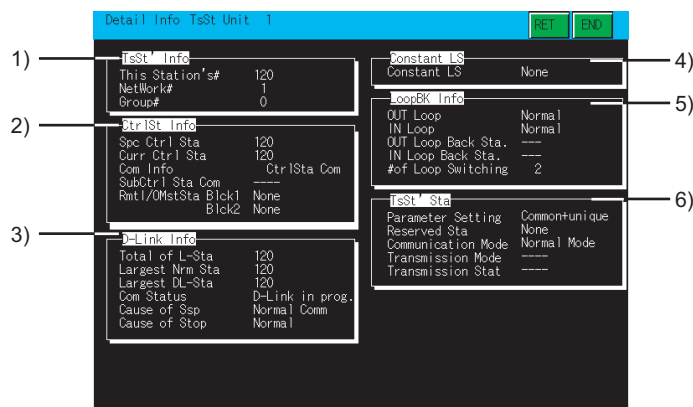 Detail Info TsSt Unit 1
RET END
1)
TsSt' Info
This Station's# 120
NetWork# 1
Group# 0
2)
CtrlSt Info
Spc Ctrl Sta 120
Curr Ctrl Sta 120
Com Info CtrlSta Com
SubCtrl Sta Com ----
Rmtl/OMstSta Blck1 None
Blck2 None
3)
D-Link Info
Total of L-Sta 120
Largest Nrm Sta 120
Largest DL-Sta 120
Com Status D-Link in prog.
Cause of Ssp Normal Comm
Cause of Stop Normal
4)
Constant LS
Constant LS None
5)
LoopBK Info
OUT Loop Normal
IN Loop Normal
OUT Loop Back Sta. ---
IN Loop Back Sta. ---
#of Loop Switching 2
6)
TsSt' Sta
Parameter Setting Common+unique
Reserved Sta None
Communication Mode Normal Mode
Transmission Mode ----
Transmission Stat ----